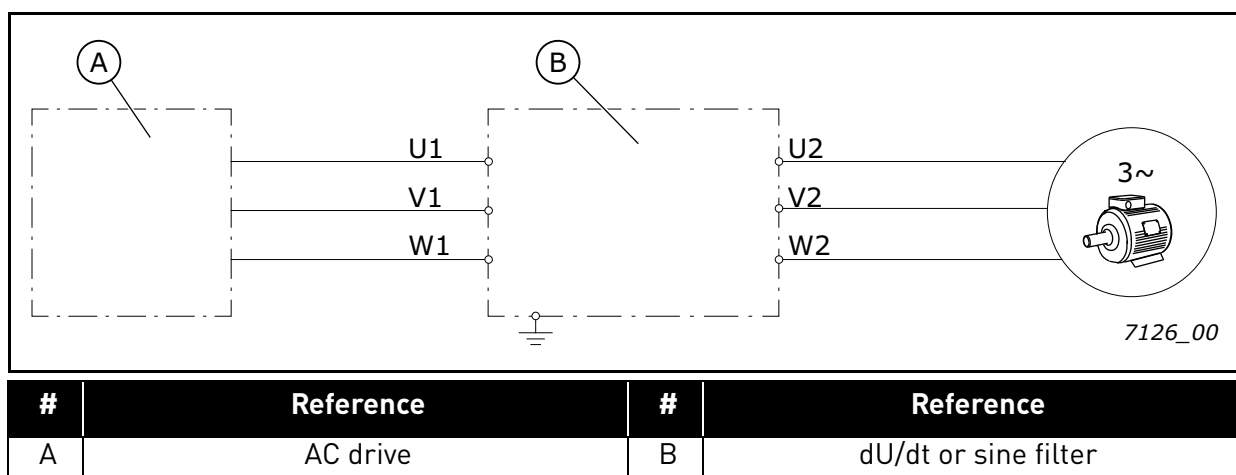 A
B
U1
U2
V1
V2
W1
W2
3~
7126_00
# Reference # Reference
A AC drive B dU/dt or sine filter